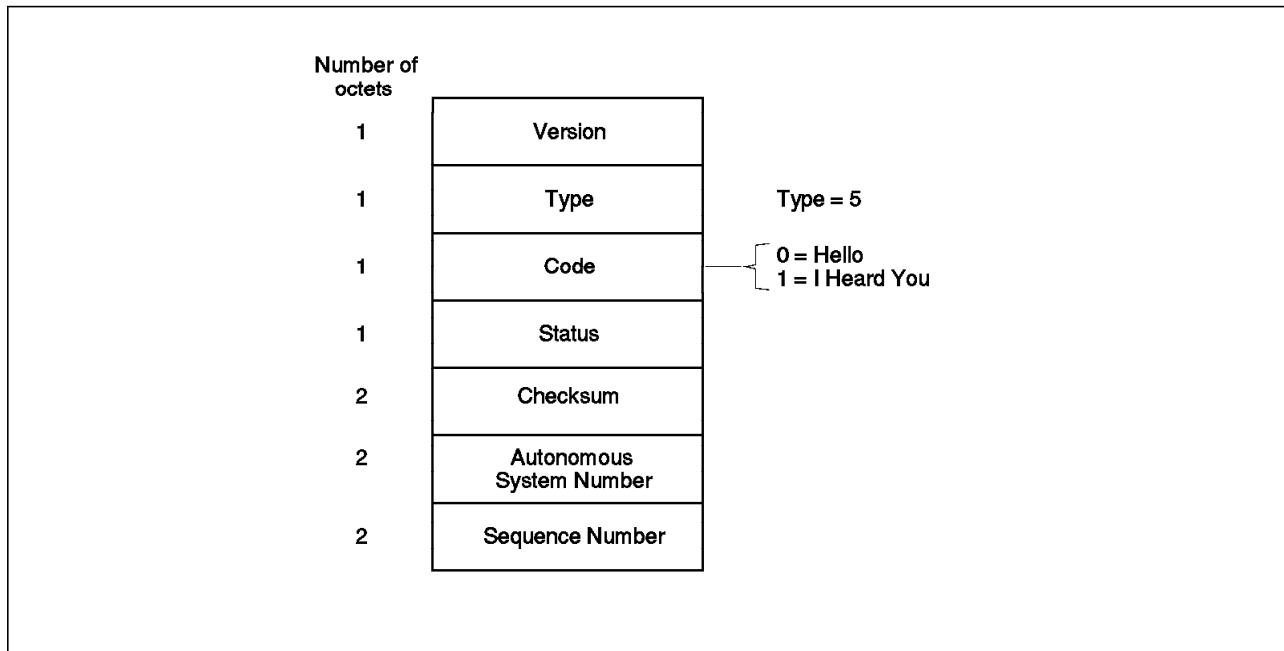 Number of
octets
1 Version
1 Type Type = 5
1 Code 0 = Hello
1 = I Heard You
1 Status
2 Checksum
2 Autonomous
System Number
2 Sequence Number